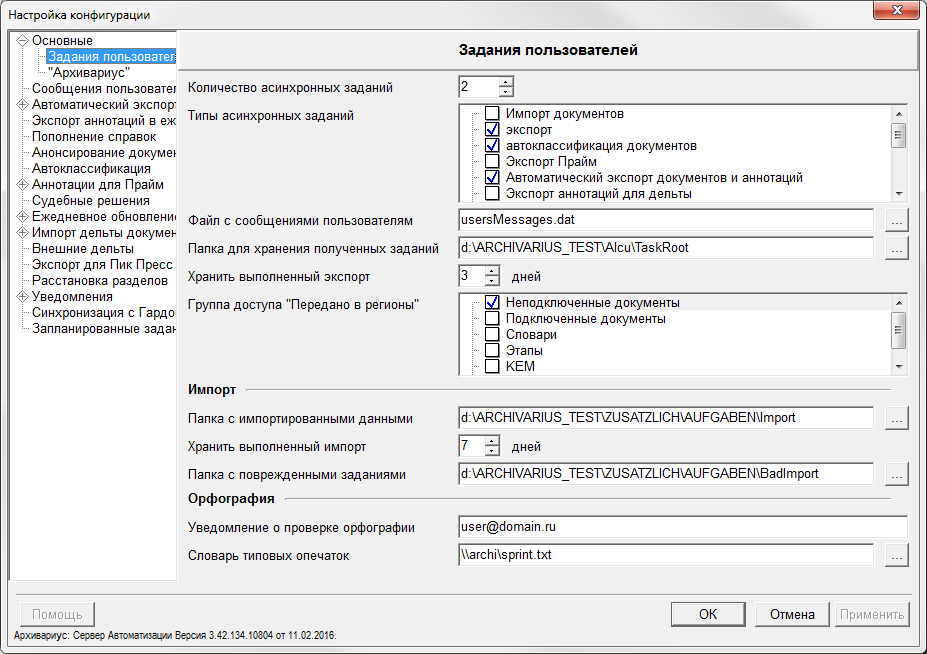 Настройка конфигурации
Основные
Задания пользовател
"Архивариус"
Сообщения пользовател
Автоматический экспорт
Экспорт аннотаций в еж
Пополнение справок
Анонсирование докумен
Автоклассификация
Аннотации для Прайм
Судебные решения
Ежедневное обновление
Импорт дельты докумен
Внешние дельты
Экспорт для Пик Пресс
Расстановка разделов
Уведомления
Синхронизация с Гардо
Запланированные задан
Задания пользователей
Количество асинхронных заданий 2
Типы асинхронных заданий
Импорт документов
экспорт
автоклассификация документов
Экспорт Прайм
Автоматический экспорт документов и аннотаций
Экспорт аннотаций для дельты
Файл с сообщениями пользователям usersMessages.dat ...
Папка для хранения полученных заданий d:\ARCHIVARIUS_TEST\Alcu\TaskRoot ...
Хранить выполненный экспорт 3 дней
Группа доступа "Передано в регионы"
Неподключенные документы
Подключенные документы
Словари
Этапы
КЕМ
Импорт
Папка с импортированными данными d:\ARCHIVARIUS_TEST\ZUSATZLICH\AUFGABEN\Import ...
Хранить выполненный импорт 7 дней
Папка с поврежденными заданиями d:\ARCHIVARIUS_TEST\ZUSATZLICH\AUFGABEN\BadImport ...
Орфография
Уведомление о проверке орфографии user@domain.ru
Словарь типовых опечаток \\archi\sprint.txt ...
Помощь OK Отмена Применить
Архивариус: Сервер Автоматизации Версия 3.42.134.10804 от 11.02.2016.